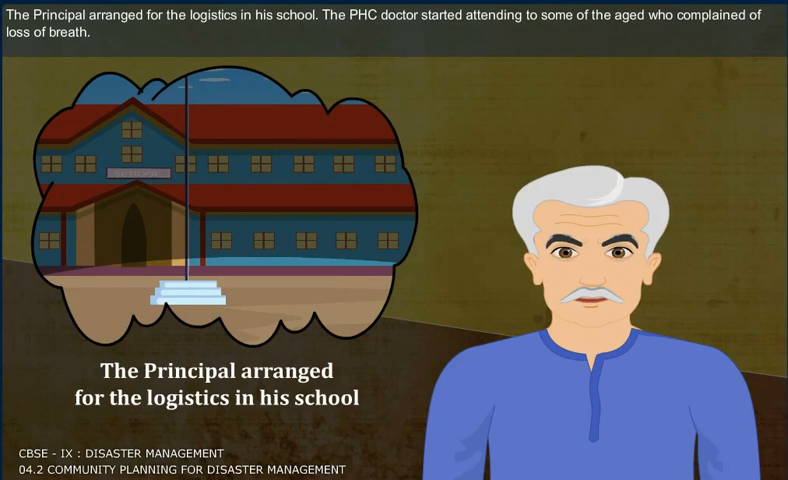 The Principal arranged for the logistics in his school. The PHC doctor started attending to some of the aged who complained of
loss of breath.
SCHOOL
The Principal arranged
for the logistics in his school
CBSE - IX : DISASTER MANAGEMENT
04.2 COMMUNITY PLANNING FOR DISASTER MANAGEMENT